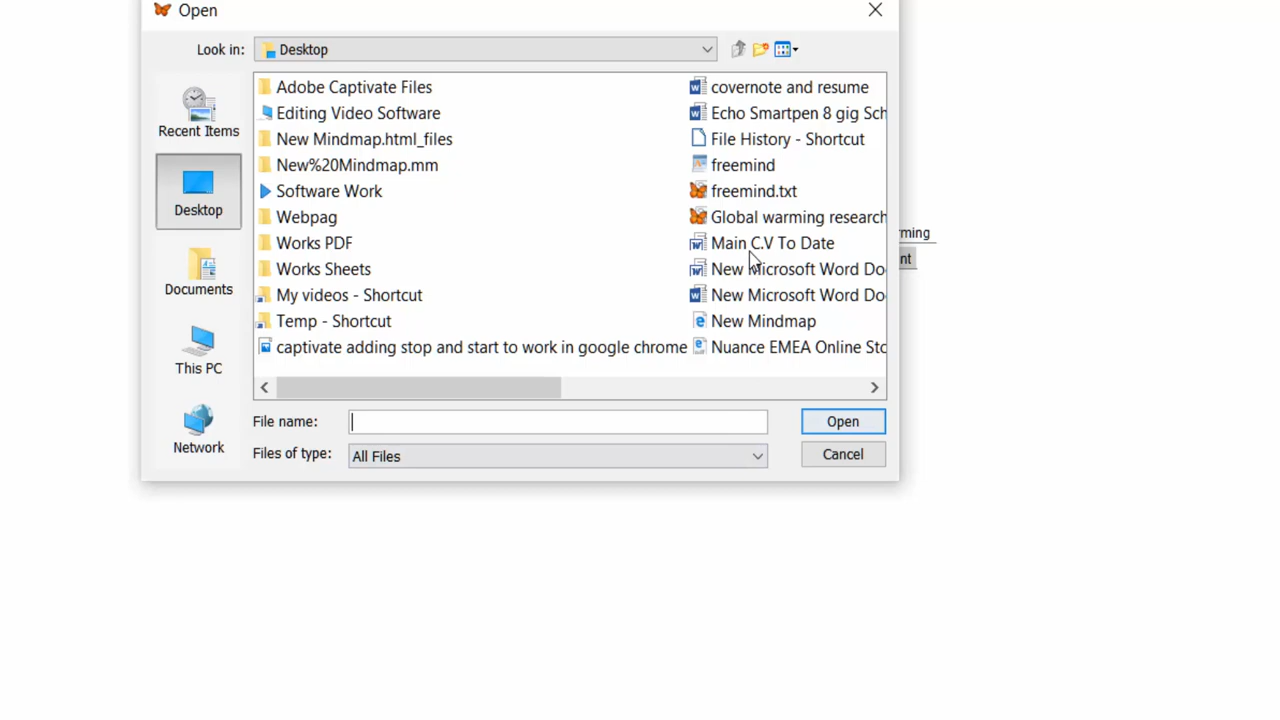 Open
Look in:
Desktop
Recent Items
Desktop
Documents
This PC
Network
Adobe Captivate Files
Editing Video Software
New Mindmap.html_files
New%20Mindmap.mm
Software Work
Webpag
Works PDF
Works Sheets
My videos - Shortcut
Temp - Shortcut
captivate adding stop and start to work in google chrome
covernote and resume
Echo Smartpen 8 gig Sch
File History - Shortcut
freemind
freemind.txt
Global warming research
Main C.V To Date
New Microsoft Word Do
New Microsoft Word Do
New Mindmap
Nuance EMEA Online Sto
File name:
Open
Files of type:
All Files
Cancel
rming
nt